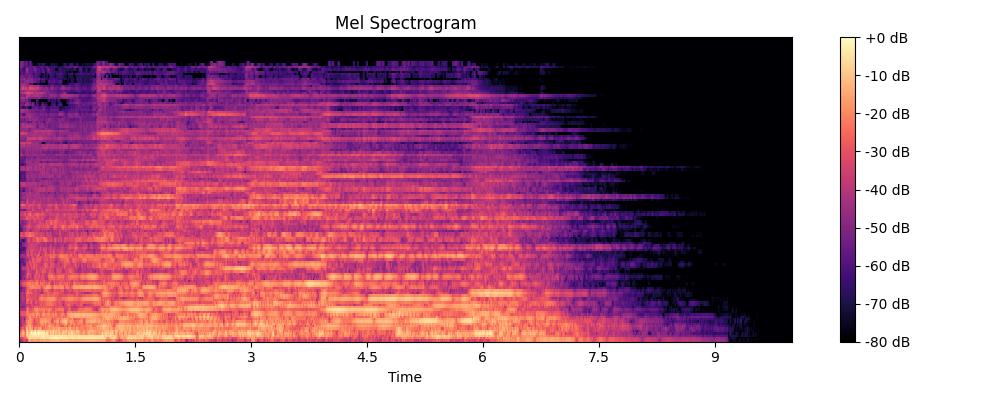 Mel Spectrogram
+0 dB
-10 dB
-20 dB
-30 dB
-40 dB
-50 dB
-60 dB
-70 dB
-80 dB
0 1.5 3 4.5 6 7.5 9
Time